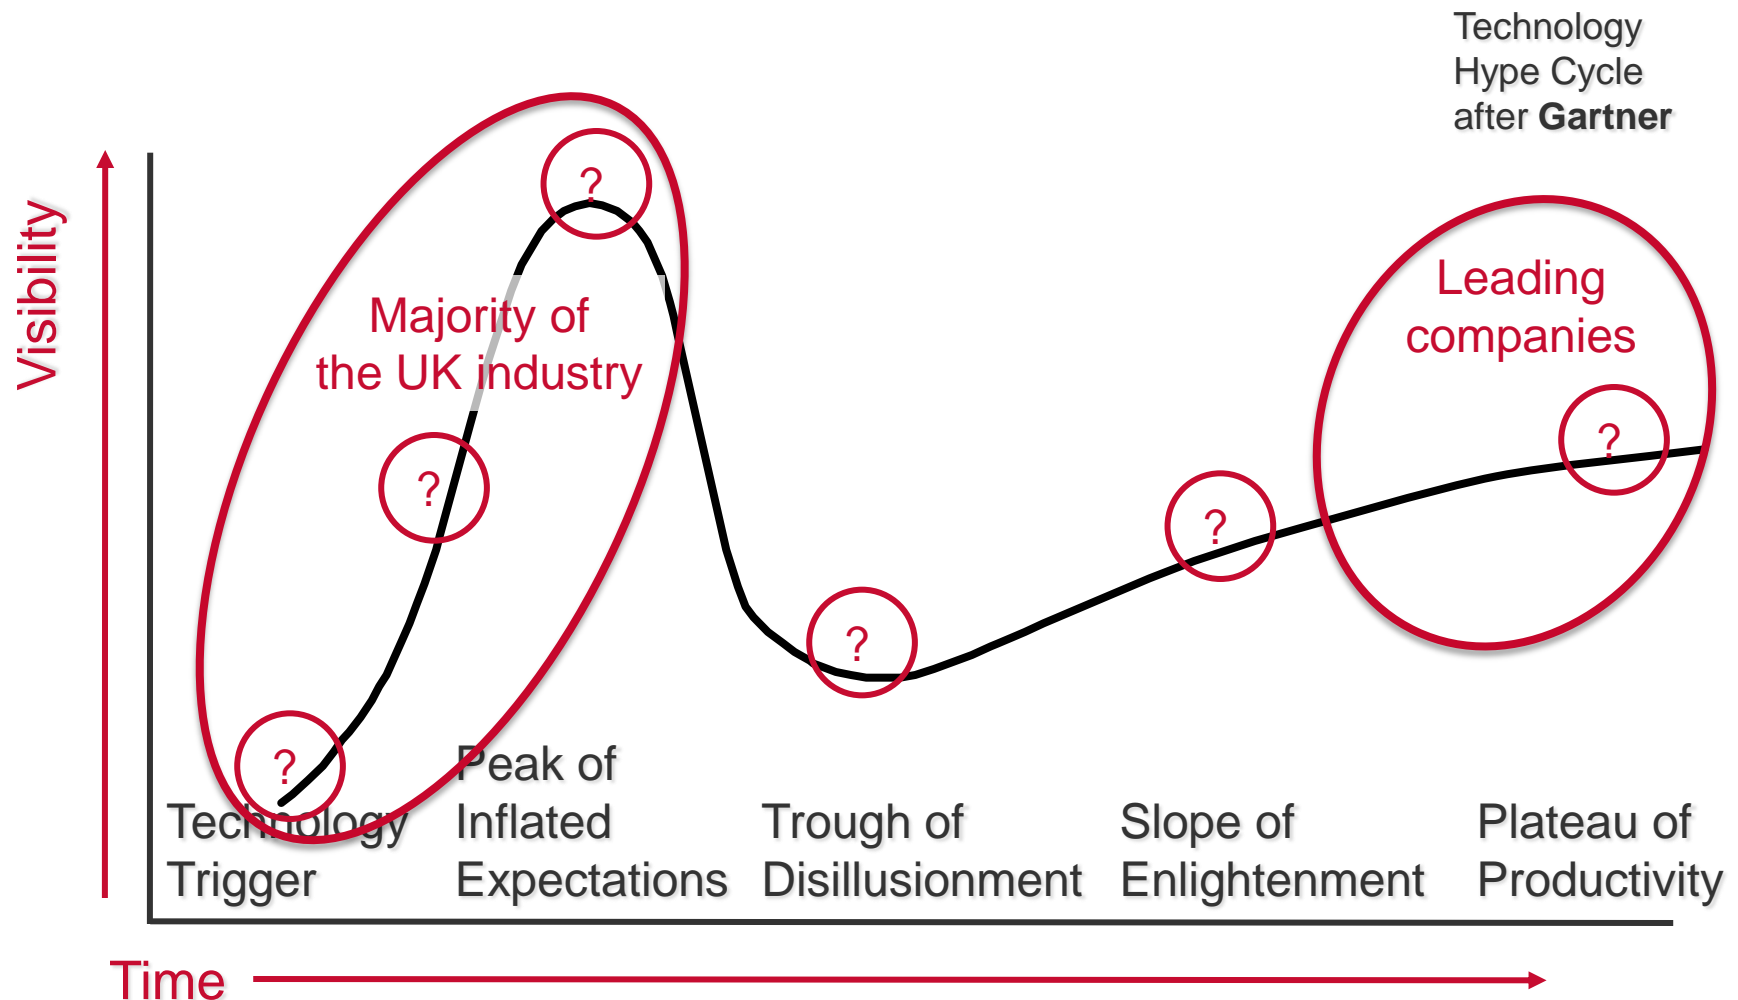 Technology
Hype Cycle
after Gartner
Visibility
?
Majority of
the UK industry
?
?
Leading
companies
?
?
?
Technology
Trigger
Peak of
Inflated
Expectations
Trough of
Disillusionment
Slope of
Enlightenment
Plateau of
Productivity
Time